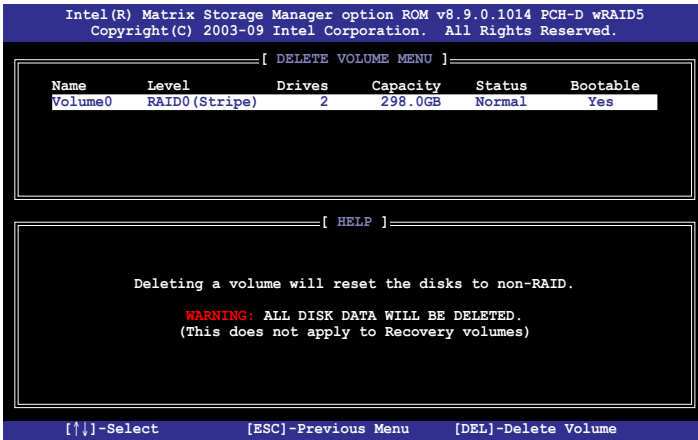 Intel(R) Matrix Storage Manager option ROM v8.9.0.1014 PCH-D wRAID5
Copyright(C) 2003-09 Intel Corporation. All Rights Reserved.
[ DELETE VOLUME MENU ]
Name Level Drives Capacity Status Bootable
Volume0 RAID0(Stripe) 2 298.0GB Normal Yes
[ HELP ]
Deleting a volume will reset the disks to non-RAID.
WARNING: ALL DISK DATA WILL BE DELETED.
(This does not apply to Recovery volumes)
[↑↓]-Select [ESC]-Previous Menu [DEL]-Delete Volume